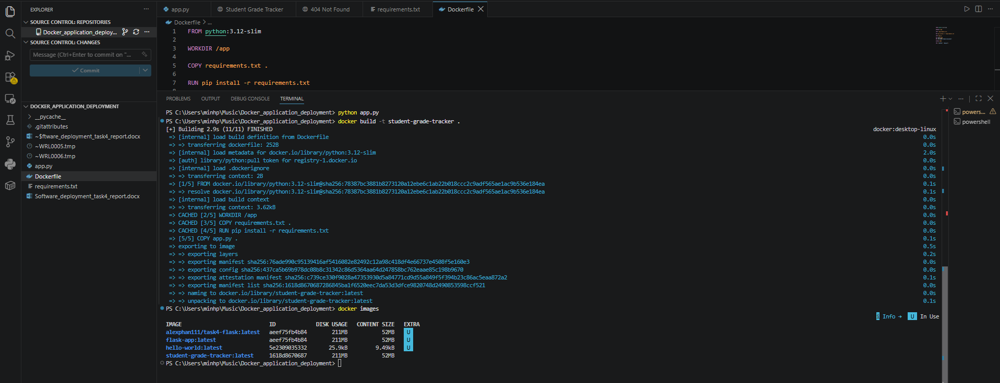 EXPLORER
SOURCE CONTROL: REPOSITORIES
Docker_application_deploy...
SOURCE CONTROL: CHANGES
Message (Ctrl+Enter to commit on "...
Commit
DOCKER_APPLICATION_DEPLOYMENT
__pycache__
.gitattributes
~$ftware_deployment_task4_report.docx
~WRL0005.tmp
~WRL0006.tmp
app.py
Dockerfile
requirements.txt
Software_deployment_task4_report.docx
app.py Student Grade Tracker 404 Not Found requirements.txt Dockerfile
Dockerfile > ...
1 FROM python:3.12-slim
2
3 WORKDIR /app
4
5 COPY requirements.txt .
6
7 RUN pip install -r requirements.txt
PROBLEMS OUTPUT DEBUG CONSOLE TERMINAL
PS C:\Users\minhp\Music\Docker_application_deployment> python app.py
PS C:\Users\minhp\Music\Docker_application_deployment> docker build -t student-grade-tracker .
[+] Building 2.9s (11/11) FINISHED docker:desktop-linux
=> [internal] load build definition from Dockerfile 0.0s
=> => transferring dockerfile: 252B 0.0s
=> [internal] load metadata for docker.io/library/python:3.12-slim 2.0s
=> [auth] library/python:pull token for registry-1.docker.io 0.0s
=> [internal] load .dockerignore 0.0s
=> => transferring context: 2B 0.0s
=> [1/5] FROM docker.io/library/python:3.12-slim@sha256:78387bc3881b8273120a12ebe6c1ab22b018ccc2c9adf565ae1ac9b536e184ea 0.1s
=> => resolve docker.io/library/python:3.12-slim@sha256:78387bc3881b8273120a12ebe6c1ab22b018ccc2c9adf565ae1ac9b536e184ea 0.1s
=> [internal] load build context 0.0s
=> => transferring context: 3.62kB 0.0s
=> CACHED [2/5] WORKDIR /app 0.0s
=> CACHED [3/5] COPY requirements.txt . 0.0s
=> CACHED [4/5] RUN pip install -r requirements.txt 0.0s
=> [5/5] COPY app.py . 0.1s
=> exporting to image 0.5s
=> => exporting layers 0.2s
=> => exporting manifest sha256:76ade990c95139416af5416082e82492c12a98c418df4e66737e4508f5e160e3 0.0s
=> => exporting config sha256:437ca5b69b978dc08b8c31342c86d5364aa64d247858bc762eaae85c198b9670 0.0s
=> => exporting attestation manifest sha256:c739ce330f9028a47353930d5a84771cd9d55a849f5f394b23c86ac5eaa872a2 0.1s
=> => exporting manifest list sha256:1618d8670687286845ba1f6520eec7da53d3dfce9820748d2490853598ccf521 0.0s
=> => naming to docker.io/library/student-grade-tracker:latest 0.0s
=> => unpacking to docker.io/library/student-grade-tracker:latest 0.1s
PS C:\Users\minhp\Music\Docker_application_deployment> docker images
i Info → U In Use
IMAGE ID DISK USAGE CONTENT SIZE EXTRA
alexphan111/task4-flask:latest aeef75fb4b84 211MB 52MB U
flask-app:latest aeef75fb4b84 211MB 52MB U
hello-world:latest 5e2309035332 25.9kB 9.49kB U
student-grade-tracker:latest 1618d8670687 211MB 52MB
PS C:\Users\minhp\Music\Docker_application_deployment>
powers...
powershell